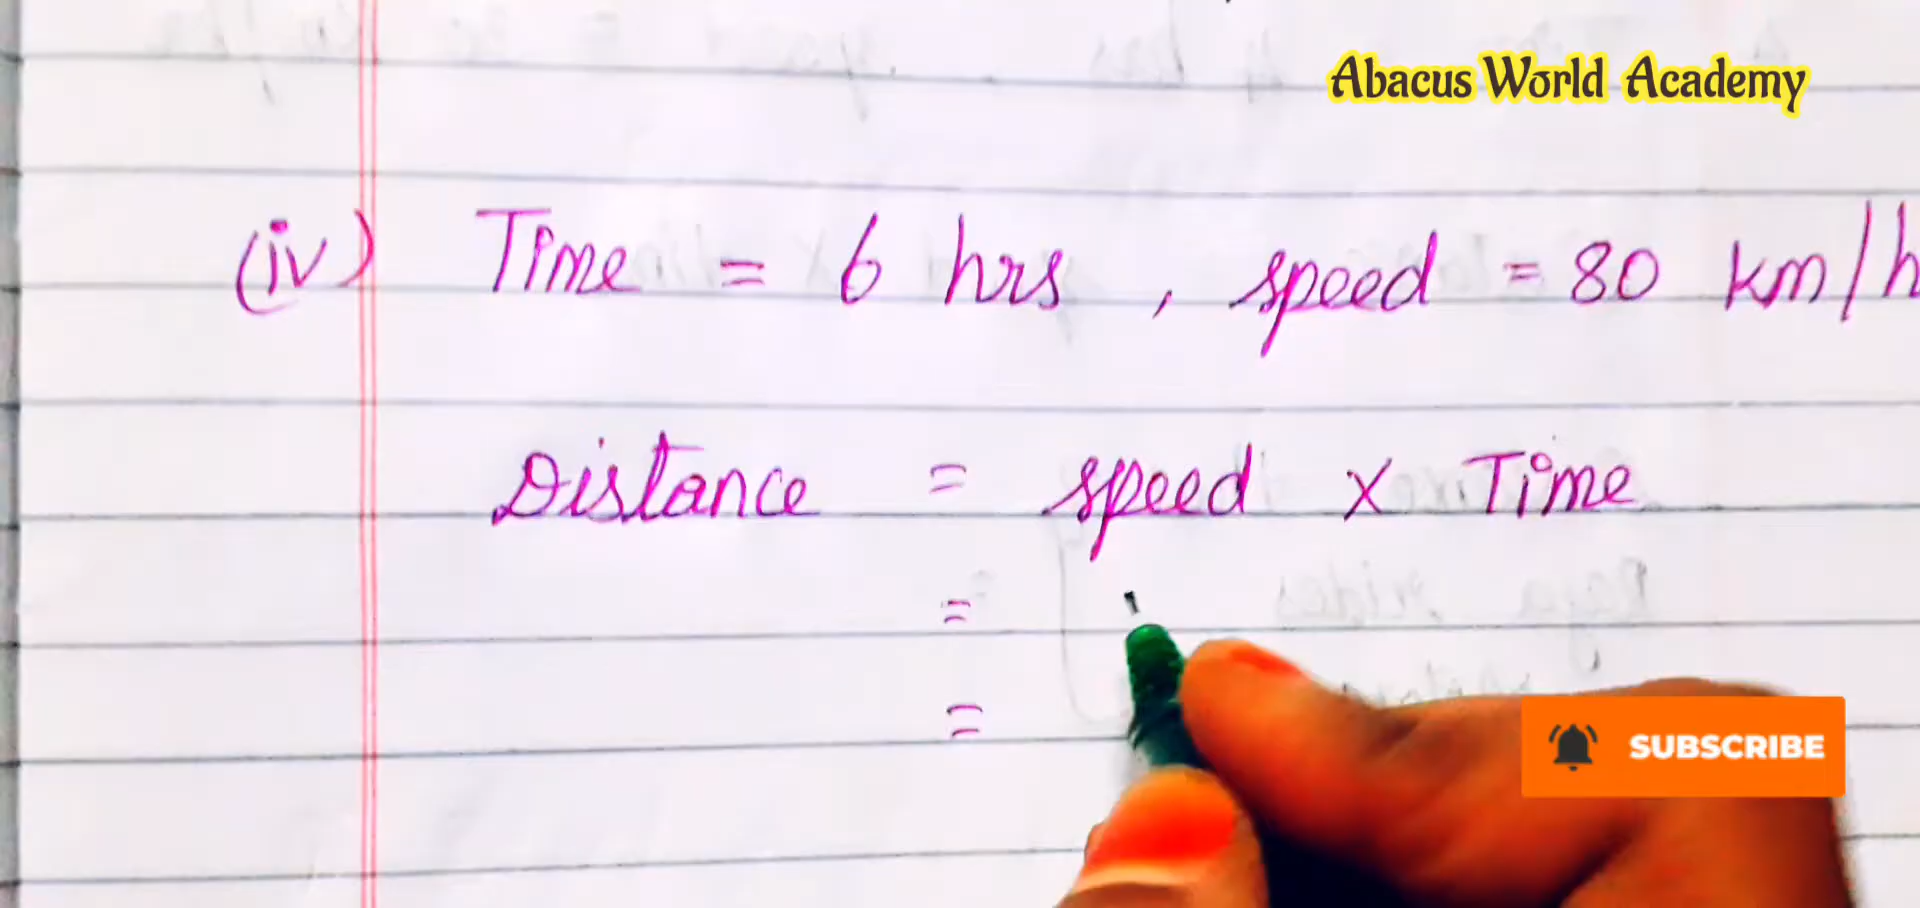 Abacus World Academy
(iv) Time = 6 hrs , speed = 80 km/h
Distance = speed x Time
=
=
SUBSCRIBE